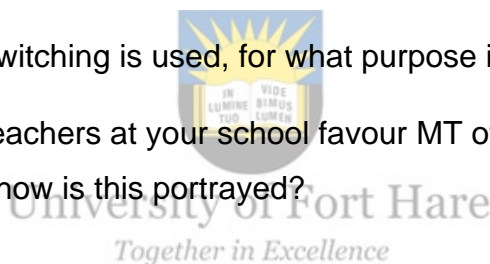 witching is used, for what purpose i
eachers at your school favour MT o
how is this portrayed?
IN VIDE
LUMINE BIMUS
TUO LUMEN
University of Fort Hare
Together in Excellence